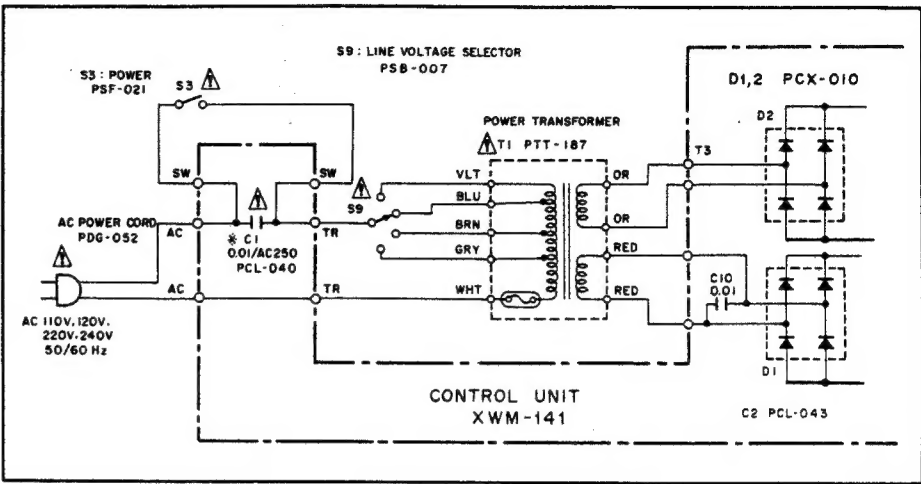 S9 : LINE VOLTAGE SELECTOR
PSB-007
S3 : POWER
PSF-021
S3
D1,2 PCX-010
D2
POWER TRANSFORMER
T1 PTT-187
T3
SW
SW
VLT
OR
BLU
S9
AC POWER CORD
PDG-052
AC
※ C1
0.01/AC250
PCL-040
TR
BRN
OR
GRY
RED
C10
0.01
AC
TR
WHT
RED
AC 110V, 120V,
220V, 240V
50/60 Hz
D1
CONTROL UNIT
XWM-141
C2 PCL-043